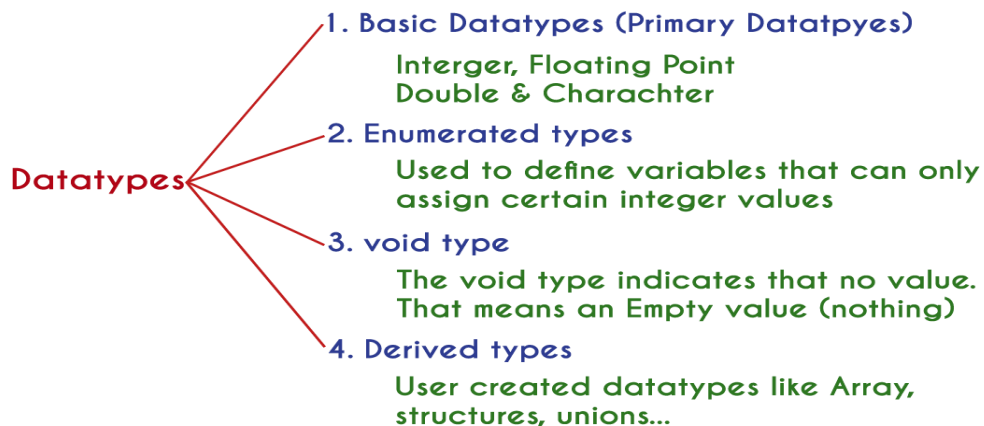 1. Basic Datatypes (Primary Datatpyes)
Interger, Floating Point
Double & Charachter
2. Enumerated types
Used to define variables that can only
assign certain integer values
Datatypes
3. void type
The void type indicates that no value.
That means an Empty value (nothing)
4. Derived types
User created datatypes like Array,
structures, unions...